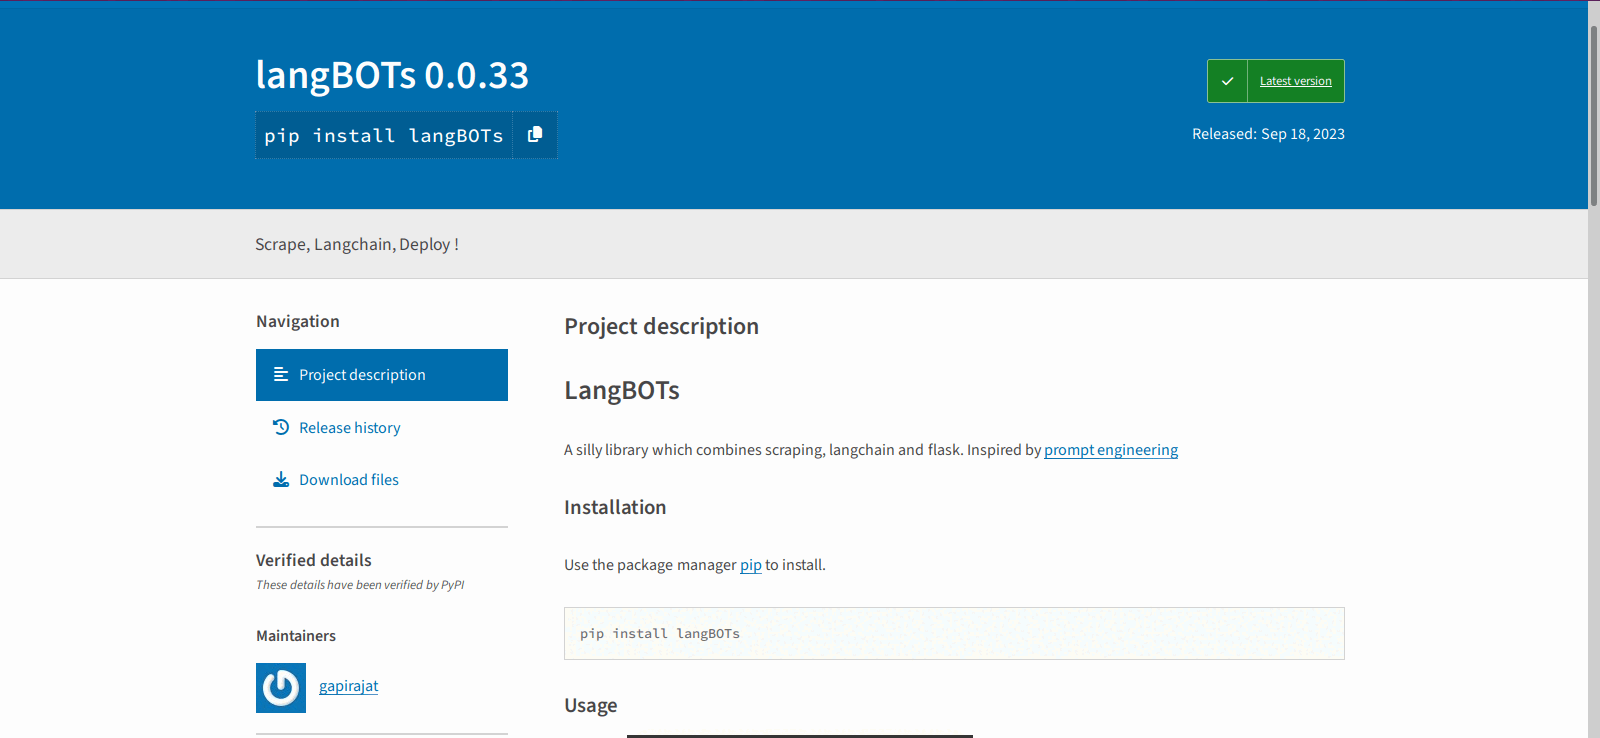 langBOTs 0.0.33
pip install langBOTs
Latest version
Released: Sep 18, 2023
Scrape, Langchain, Deploy !
Navigation
Project description
Release history
Download files
Verified details
These details have been verified by PyPI
Maintainers
gapirajat
Project description
LangBOTs
A silly library which combines scraping, langchain and flask. Inspired by prompt engineering
Installation
Use the package manager pip to install.
pip install langBOTs
Usage